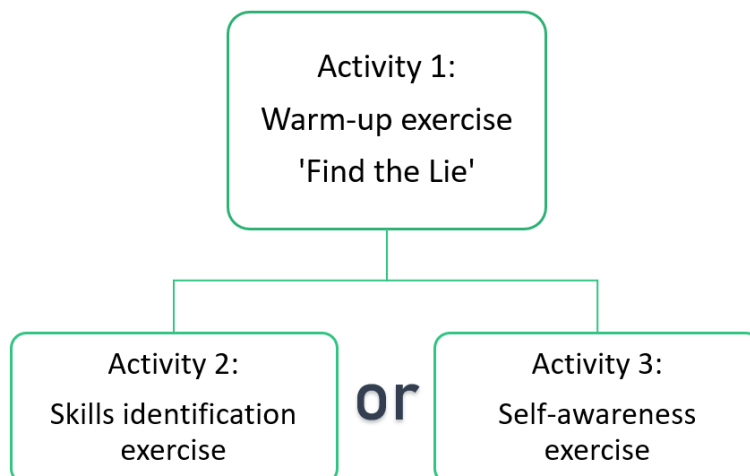 Activity 1:
Warm-up exercise
'Find the Lie'
Activity 2:
Skills identification
exercise
or
Activity 3:
Self-awareness
exercise